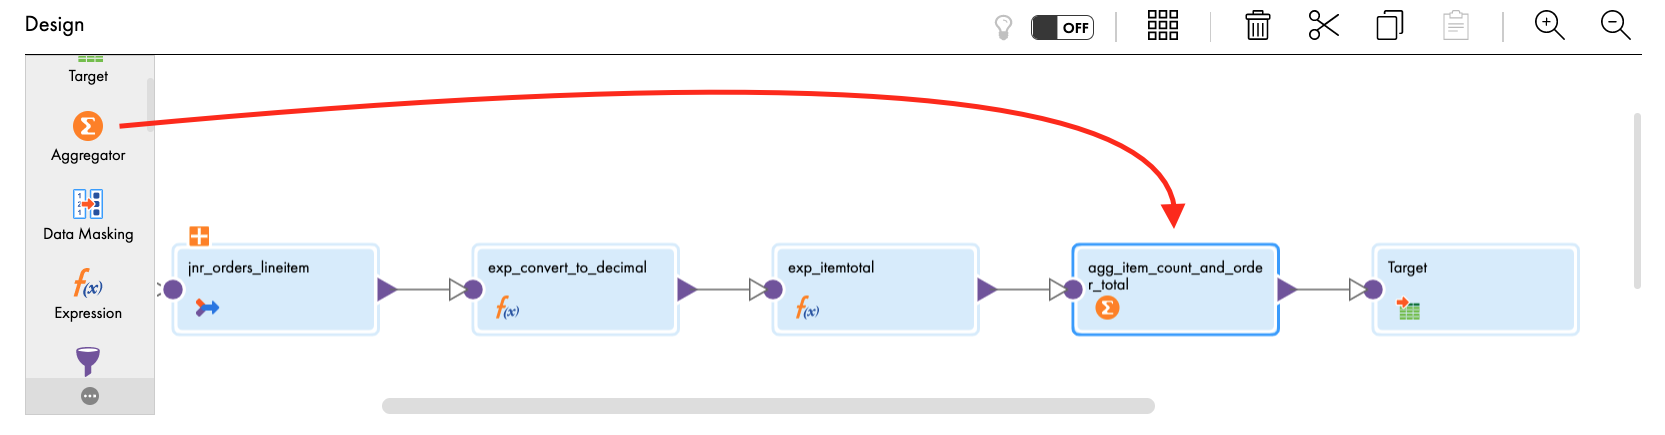 Design
OFF
Target
Aggregator
Data Masking
Expression
jnr_orders_lineitem
exp_convert_to_decimal
f(x)
exp_itemtotal
f(x)
agg_item_count_and_orde
r_total
Σ
Target